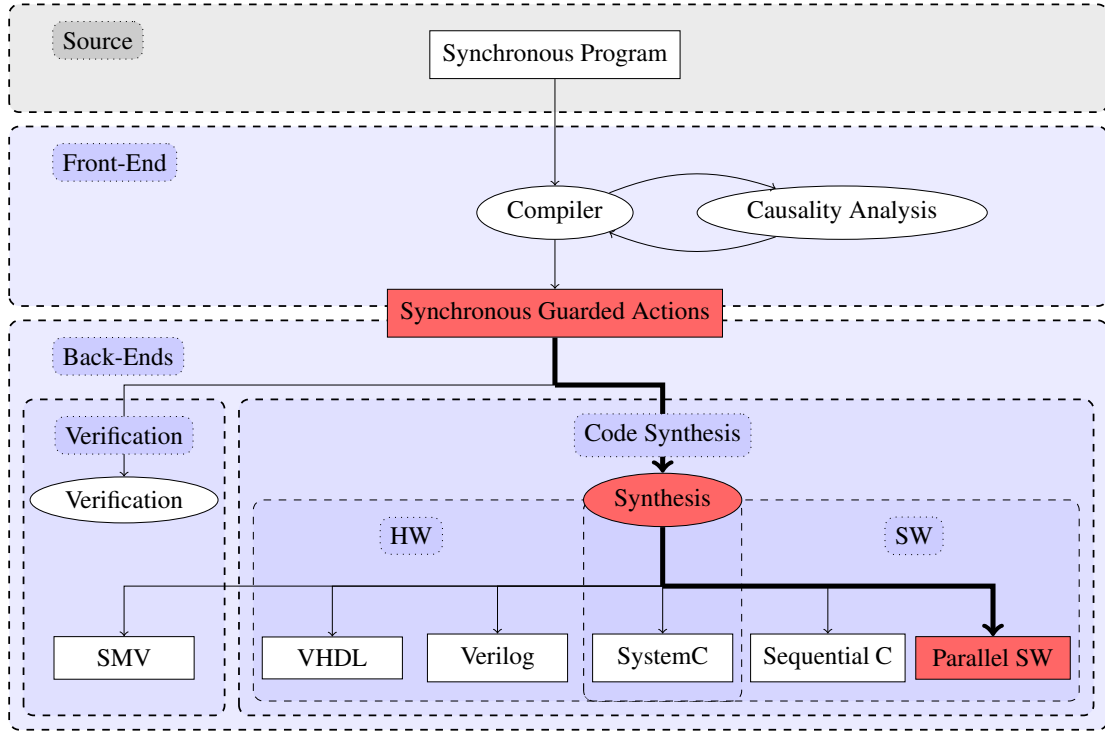 Source
Synchronous Program
Front-End
Compiler
Causality Analysis
Synchronous Guarded Actions
Back-Ends
Verification
Code Synthesis
Verification
Synthesis
HW
SW
SMV
VHDL
Verilog
SystemC
Sequential C
Parallel SW